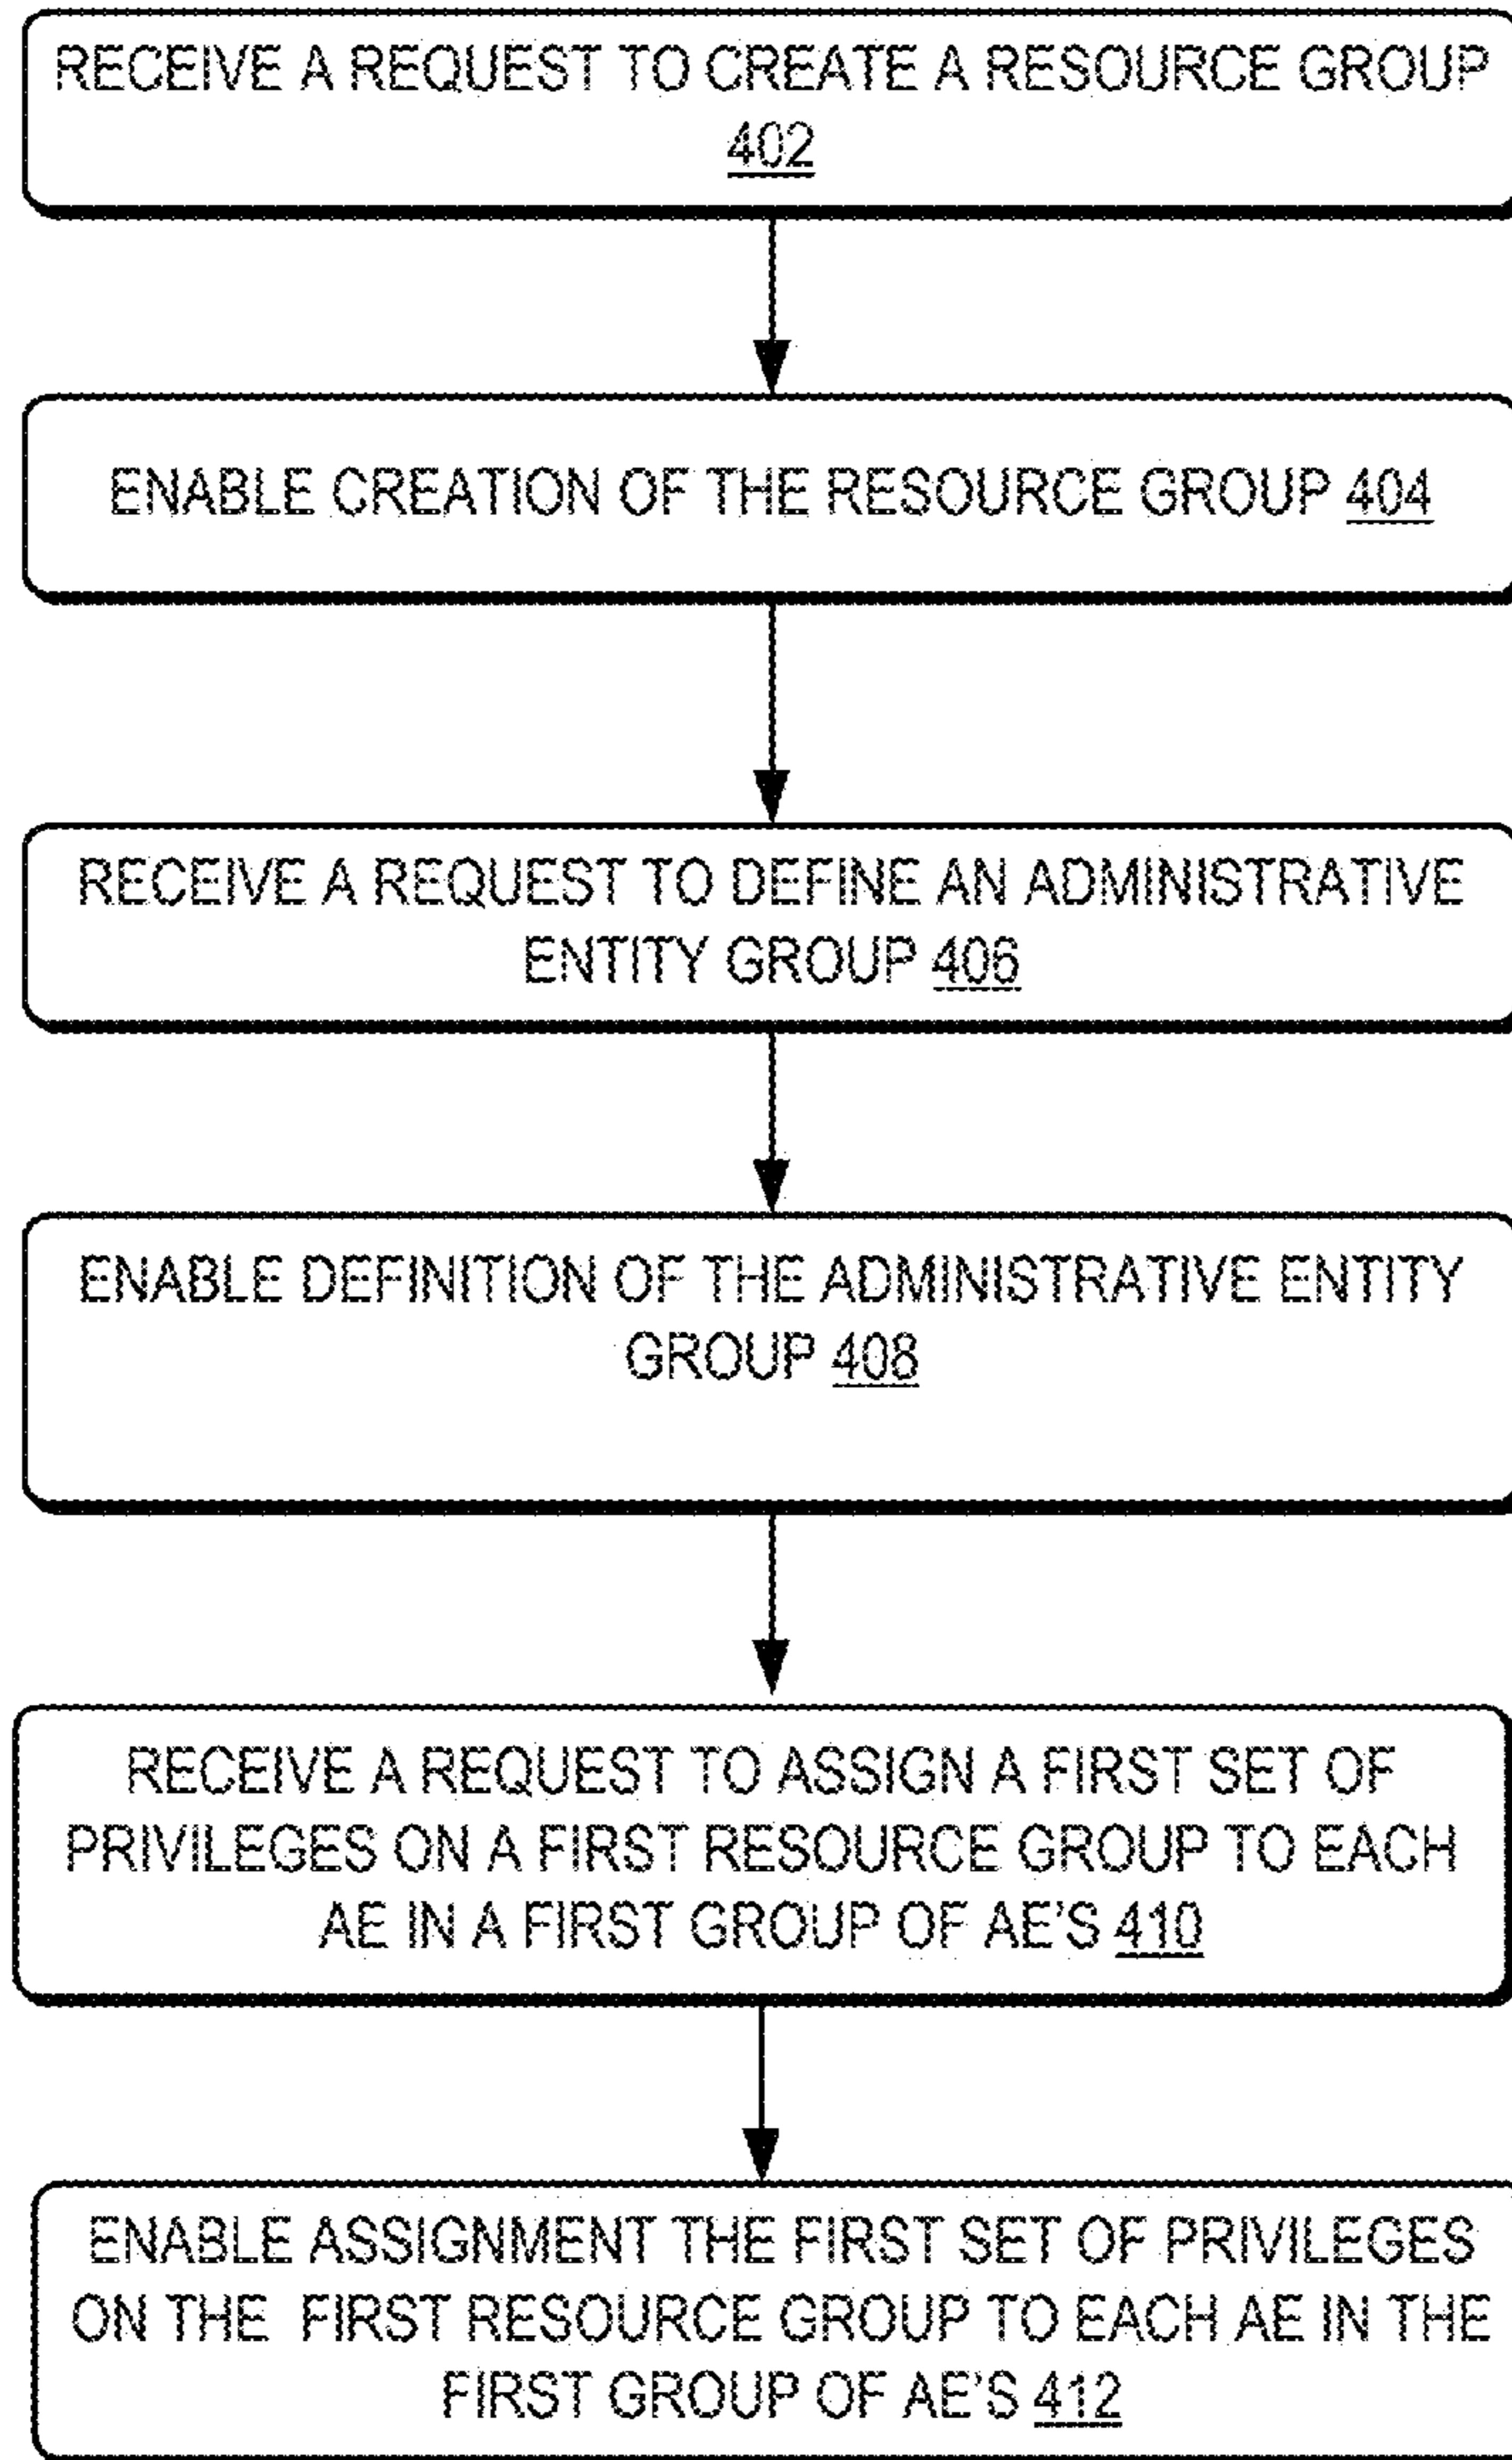 RECEIVE A REQUEST TO CREATE A RESOURCE GROUP
402
ENABLE CREATION OF THE RESOURCE GROUP 404
RECEIVE A REQUEST TO DEFINE AN ADMINISTRATIVE
ENTITY GROUP 406
ENABLE DEFINITION OF THE ADMINISTRATIVE ENTITY
GROUP 408
RECEIVE A REQUEST TO ASSIGN A FIRST SET OF
PRIVILEGES ON A FIRST RESOURCE GROUP TO EACH
AE IN A FIRST GROUP OF AE'S 410
ENABLE ASSIGNMENT THE FIRST SET OF PRIVILEGES
ON THE FIRST RESOURCE GROUP TO EACH AE IN THE
FIRST GROUP OF AE'S 412